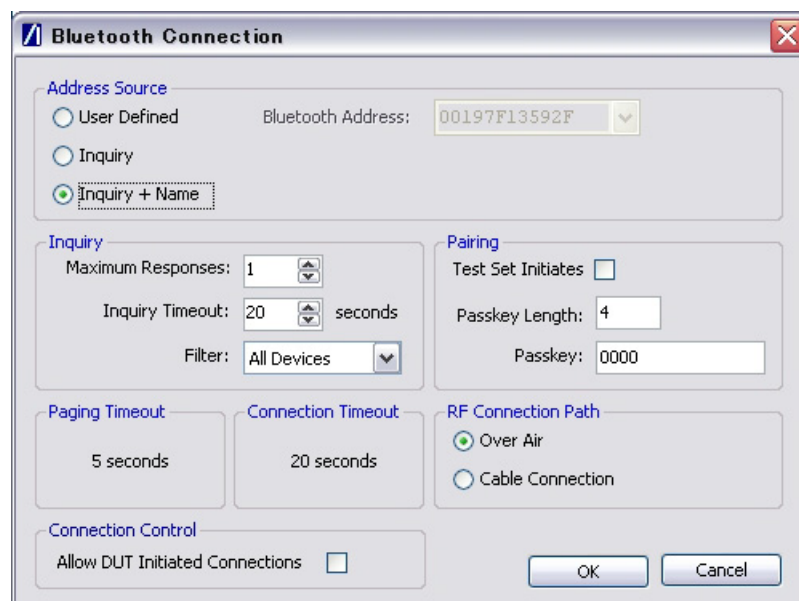 Bluetooth Connection
Address Source
User Defined
Bluetooth Address: 00197F13592F
Inquiry
Inquiry + Name
Inquiry
Maximum Responses: 1
Inquiry Timeout: 20 seconds
Filter: All Devices
Pairing
Test Set Initiates
Passkey Length: 4
Passkey: 0000
Paging Timeout
5 seconds
Connection Timeout
20 seconds
RF Connection Path
Over Air
Cable Connection
Connection Control
Allow DUT Initiated Connections
OK
Cancel